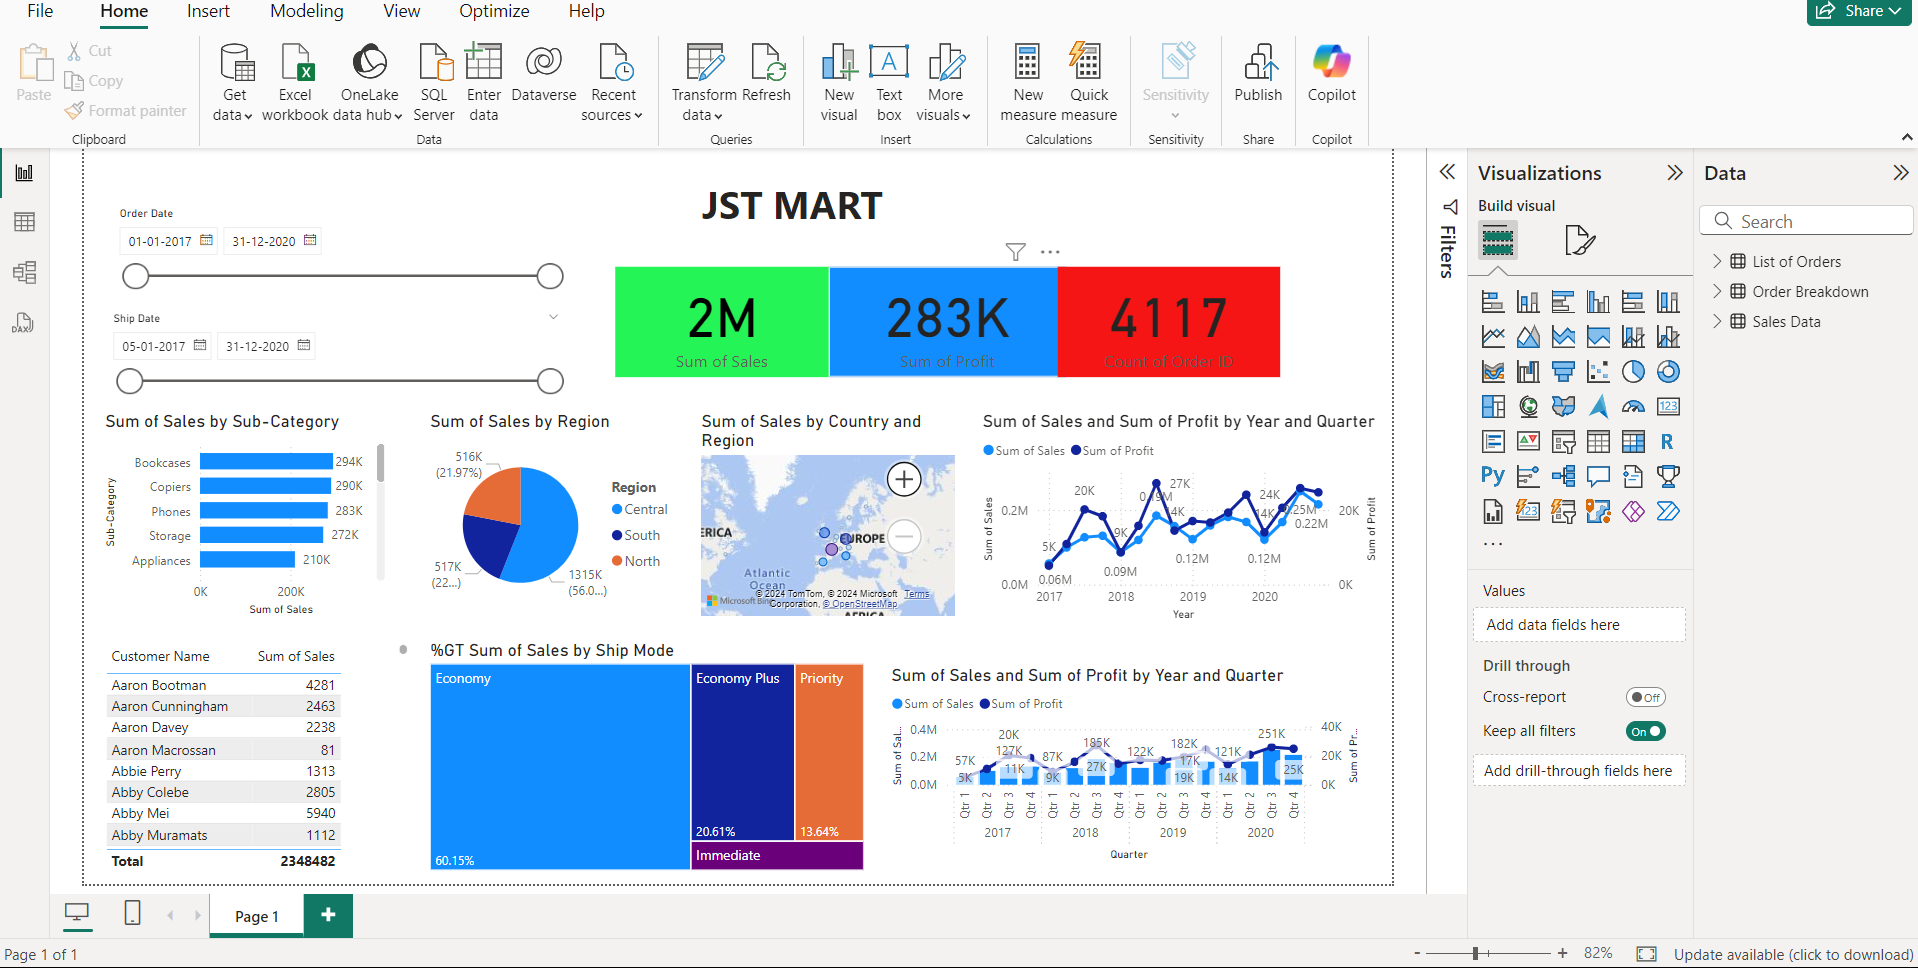 File Home Insert Modeling View Optimize Help Share
Paste
Cut
Copy
Format painter
Clipboard
Get data
Excel workbook
OneLake data hub
SQL Server
Enter data
Dataverse
Recent sources
Data
Transform data
Refresh
Queries
New visual
Text box
More visuals
Insert
New measure
Quick measure
Calculations
Sensitivity
Sensitivity
Publish
Share
Copilot
Copilot
JST MART
Order Date
01-01-2017 31-12-2020
Ship Date
05-01-2017 31-12-2020
2M
Sum of Sales
283K
Sum of Profit
4117
Count of Order ID
Sum of Sales by Sub-Category
Sub-Category
Bookcases 294K
Copiers 290K
Phones 283K
Storage 272K
Appliances 210K
0K 200K
Sum of Sales
Sum of Sales by Region
516K
(21.97%)
517K
(22...)
1315K
(56.0...)
Region
Central
South
North
Sum of Sales by Country and
Region
ERICA
EUROPE
Atlantic
Ocean
AFRICA
Microsoft Bing
© 2024 TomTom, © 2024 Microsoft Terms
Corporation, © OpenStreetMap
Sum of Sales and Sum of Profit by Year and Quarter
Sum of Sales Sum of Profit
Sum of Sales
0.2M
0.0M
5K
0.06M
20K
9K
0.09M
0.19M
27K
14K
0.12M
24K
14K
0.12M
0.25M
0.22M
20K
0K
Sum of Profit
2017 2018 2019 2020
Year
Customer Name Sum of Sales
Aaron Bootman 4281
Aaron Cunningham 2463
Aaron Davey 2238
Aaron Macrossan 81
Abbie Perry 1313
Abby Colebe 2805
Abby Mei 5940
Abby Muramats 1112
Total 2348482
%GT Sum of Sales by Ship Mode
Economy
60.15%
Economy Plus
20.61%
Priority
13.64%
Immediate
Sum of Sales and Sum of Profit by Year and Quarter
Sum of Sales Sum of Profit
Sum of Sal...
0.4M
0.2M
0.0M
57K
5K
20K
127K
11K
87K
9K
185K
27K
122K
182K
17K
19K
121K
14K
251K
25K
40K
20K
0K
Sum of Pr...
Qtr 1 Qtr 2 Qtr 3 Qtr 4 Qtr 1 Qtr 2 Qtr 3 Qtr 4 Qtr 1 Qtr 2 Qtr 3 Qtr 4 Qtr 1 Qtr 2 Qtr 3 Qtr 4
2017 2018 2019 2020
Quarter
Filters
Visualizations
Build visual
123
R
Py
123
...
Values
Add data fields here
Drill through
Cross-report Off
Keep all filters On
Add drill-through fields here
Data
Search
List of Orders
Order Breakdown
Sales Data
DAX
Page 1
+
Page 1 of 1
- + 82%
Update available (click to download)